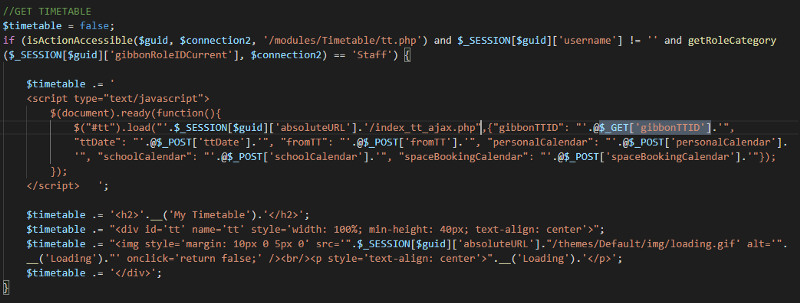 //GET TIMETABLE
$timetable = false;
if (isActionAccessible($guid, $connection2, '/modules/Timetable/tt.php') and $_SESSION[$guid]['username'] != '' and getRoleCategory
($_SESSION[$guid]['gibbonRoleIDCurrent'], $connection2) == 'Staff') {
$timetable .= '
<script type="text/javascript">
$(document).ready(function(){
$("#tt").load("'.$_SESSION[$guid]['absoluteURL'].'/index_tt_ajax.php",{"gibbonTTID": "'.@$_GET['gibbonTTID'].'",
"ttDate": "'.@$_POST['ttDate'].'", "fromTT": "'.@$_POST['fromTT'].'", "personalCalendar": "'.@$_POST['personalCalendar'].
'", "schoolCalendar": "'.@$_POST['schoolCalendar'].'", "spaceBookingCalendar": "'.@$_POST['spaceBookingCalendar'].'"});
});
</script>   ';
$timetable .= '<h2>'.__('My Timetable').'</h2>';
$timetable .= "<div id='tt' name='tt' style='width: 100%; min-height: 40px; text-align: center'>";
$timetable .= "<img style='margin: 10px 0 5px 0' src='".$_SESSION[$guid]['absoluteURL']."/themes/Default/img/loading.gif' alt='".
__('Loading')."' onclick='return false;' /><br/><p style='text-align: center'>".__('Loading').'</p>';
$timetable .= '</div>';
}